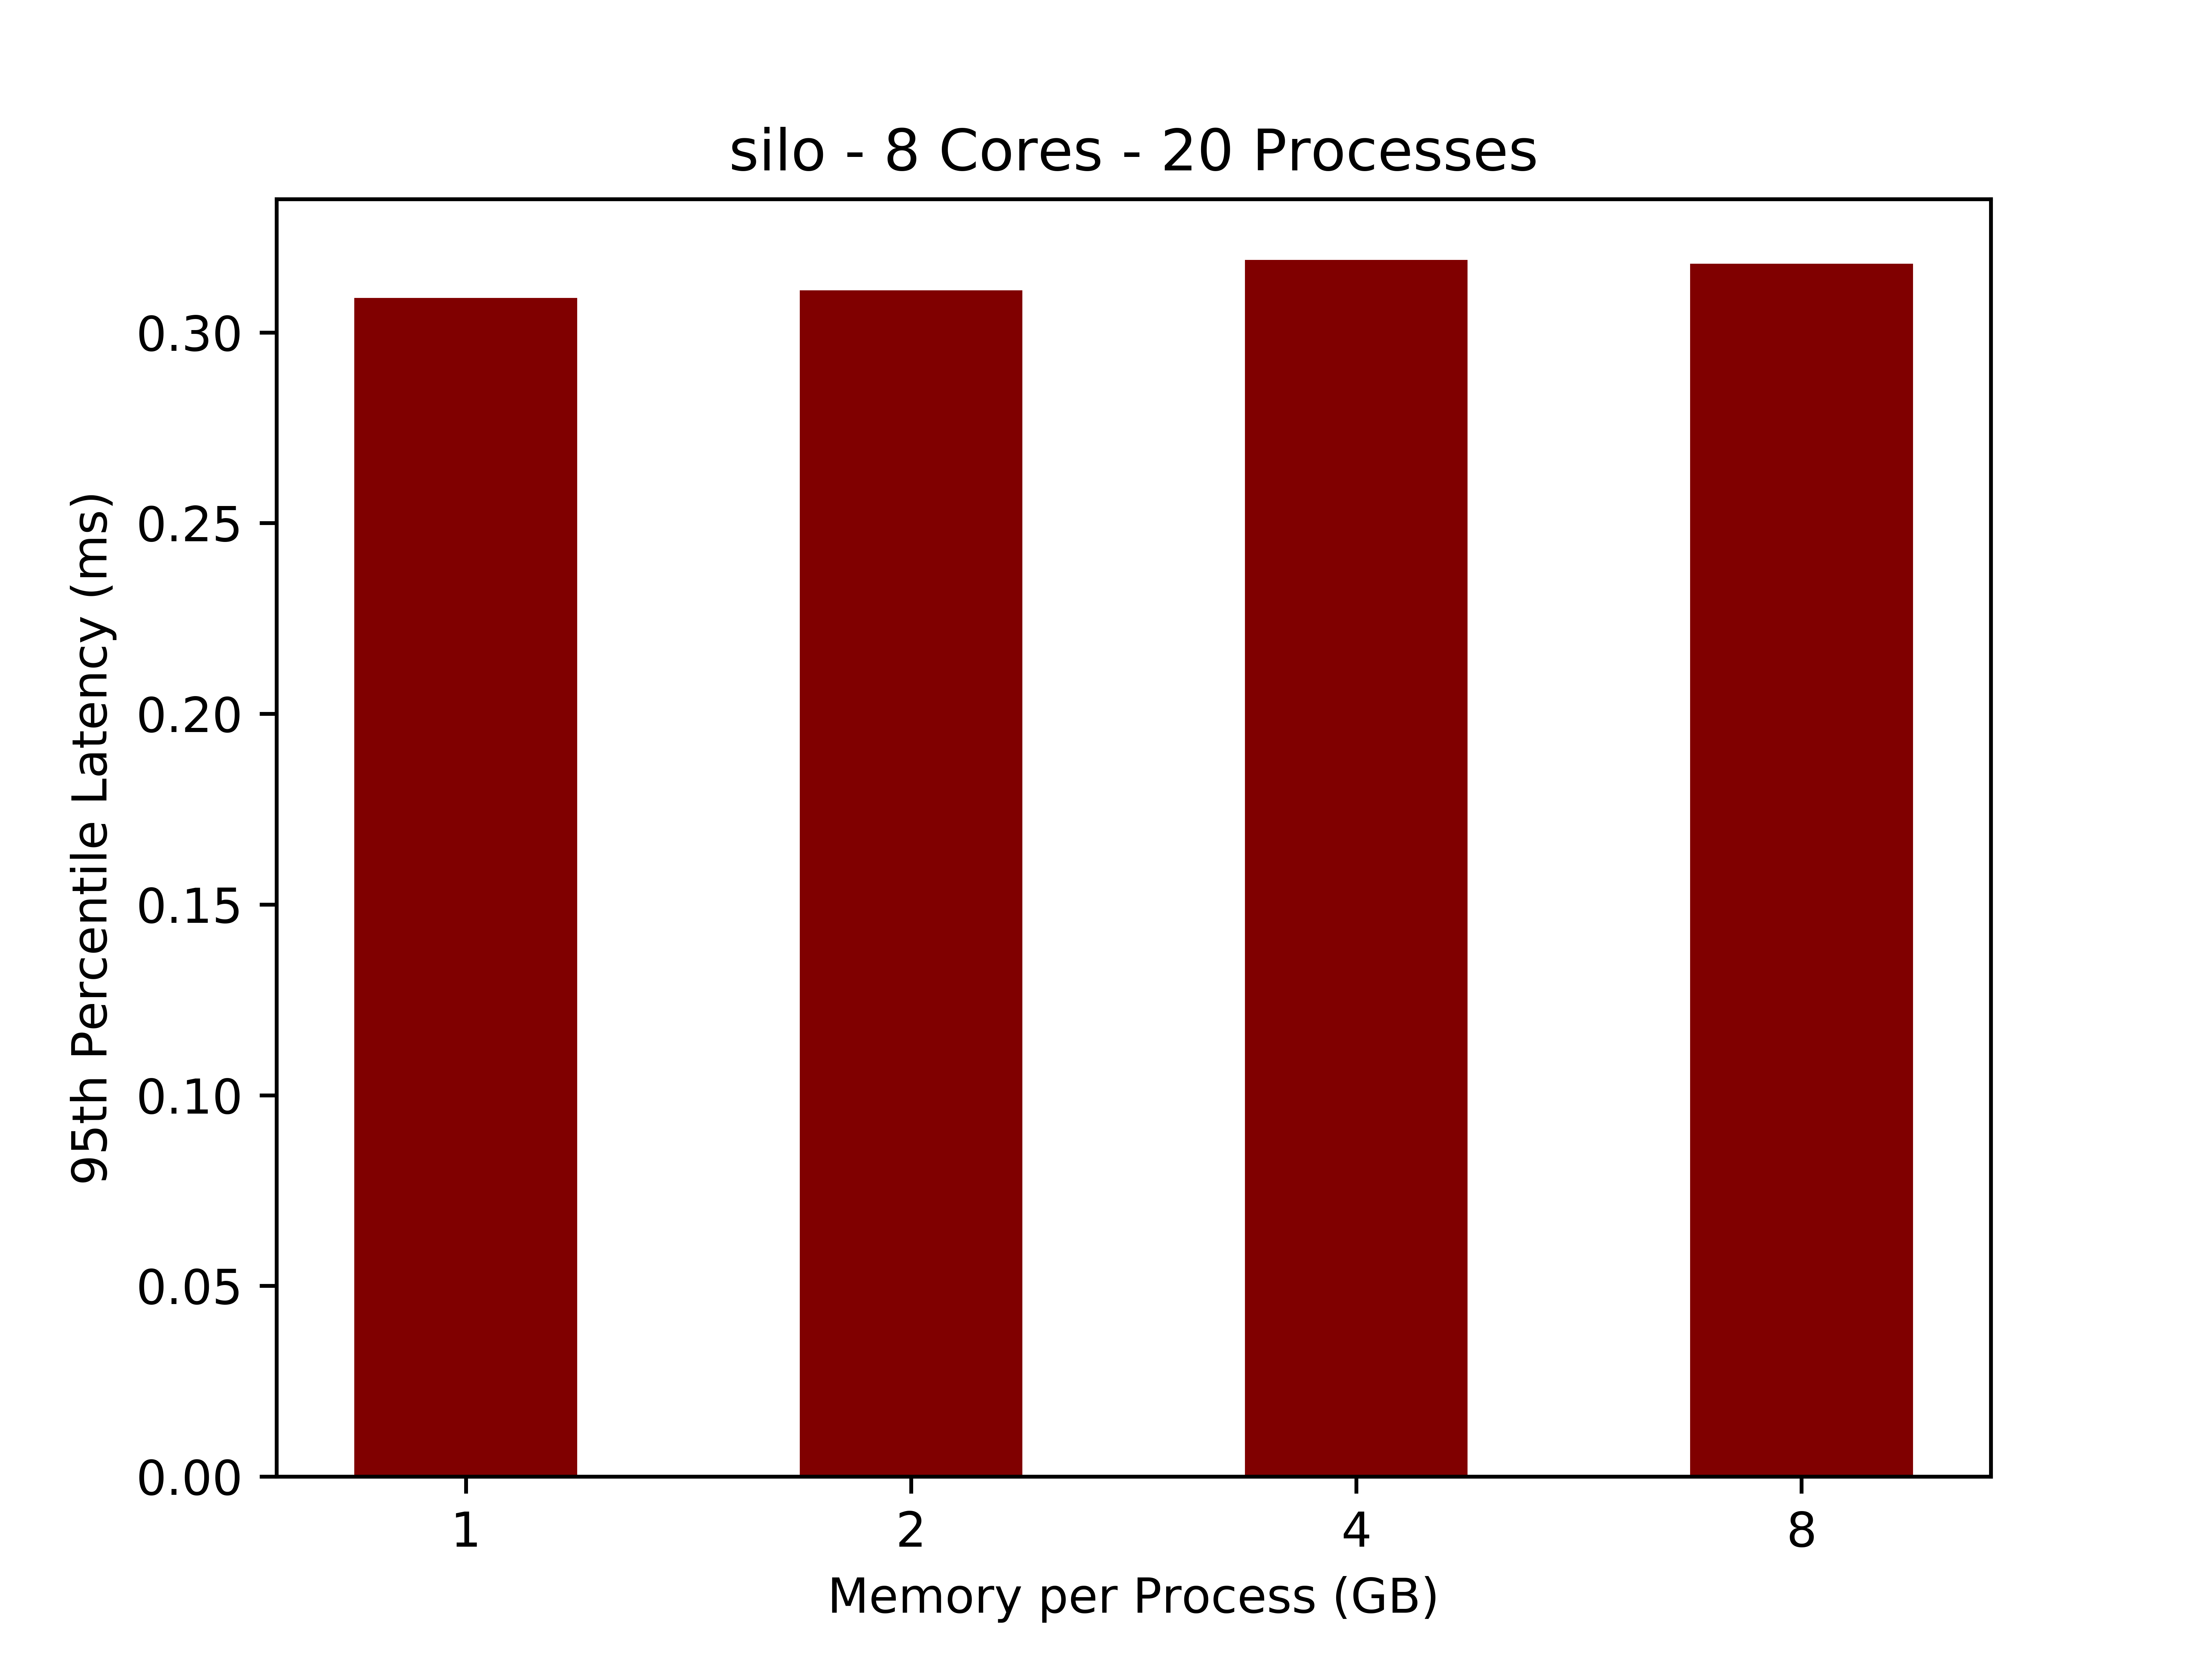 silo - 8 Cores - 20 Processes
95th Percentile Latency (ms)
0.30
0.25
0.20
0.15
0.10
0.05
0.00
1 2 4 8
Memory per Process (GB)